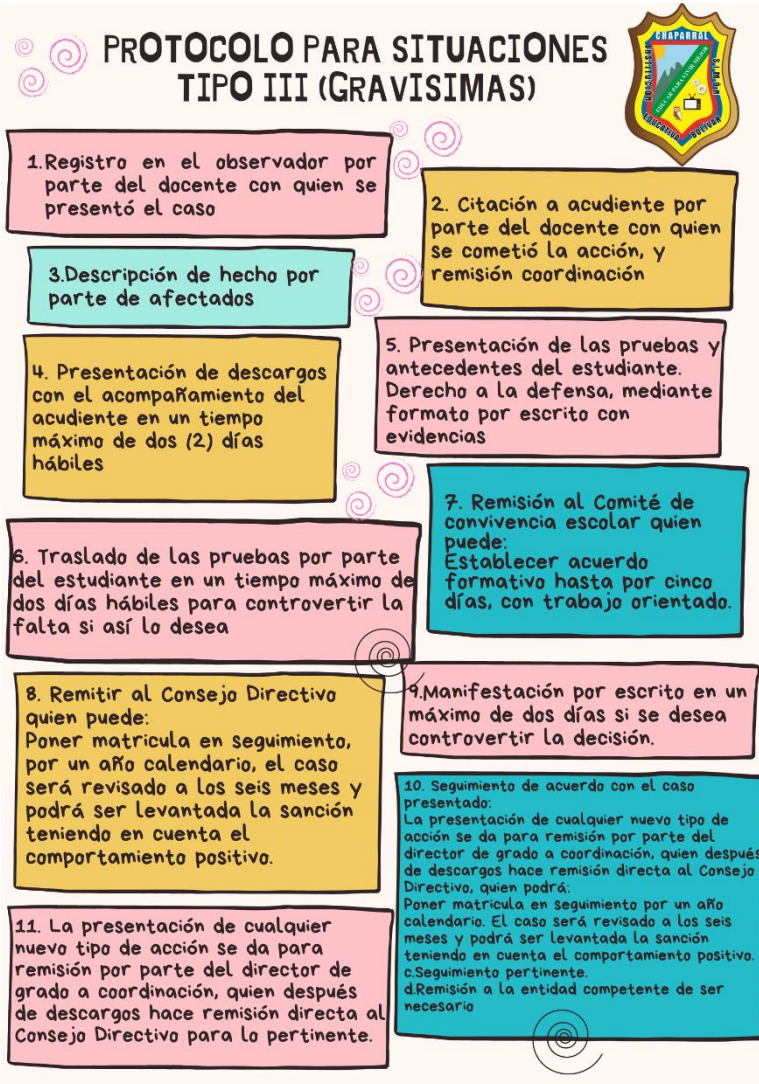 PROTOCOLO PARA SITUACIONES
TIPO III (GRAVISIMAS)
CHAPARRAL
INSTITUCIÓN
EDUCATIVA
SIMÓN
BOLÍVAR
EDUCAR PARA VIVIR MEJOR
1.Registro en el observador por
parte del docente con quien se
presentó el caso
2. Citación a acudiente por
parte del docente con quien
se cometió la acción, y
remisión coordinación
3.Descripción de hecho por
parte de afectados
4. Presentación de descargos
con el acompañamiento del
acudiente en un tiempo
máximo de dos (2) días
hábiles
5. Presentación de las pruebas y
antecedentes del estudiante.
Derecho a la defensa, mediante
formato por escrito con
evidencias
6. Traslado de las pruebas por parte
del estudiante en un tiempo máximo de
dos días hábiles para controvertir la
falta si así lo desea
7. Remisión al Comité de
convivencia escolar quien
puede:
Establecer acuerdo
formativo hasta por cinco
días, con trabajo orientado.
8. Remitir al Consejo Directivo
quien puede:
Poner matricula en seguimiento,
por un año calendario, el caso
será revisado a los seis meses y
podrá ser levantada la sanción
teniendo en cuenta el
comportamiento positivo.
9.Manifestación por escrito en un
máximo de dos días si se desea
controvertir la decisión.
10. Seguimiento de acuerdo con el caso
presentado:
La presentación de cualquier nuevo tipo de
acción se da para remisión por parte del
director de grado a coordinación, quien después
de descargos hace remisión directa al Consejo
Directivo, quien podrá:
Poner matricula en seguimiento por un año
calendario. El caso será revisado a los seis
meses y podrá ser levantada la sanción
teniendo en cuenta el comportamiento positivo.
c.Seguimiento pertinente.
d.Remisión a la entidad competente de ser
necesario
11. La presentación de cualquier
nuevo tipo de acción se da para
remisión por parte del director de
grado a coordinación, quien después
de descargos hace remisión directa al
Consejo Directivo para lo pertinente.